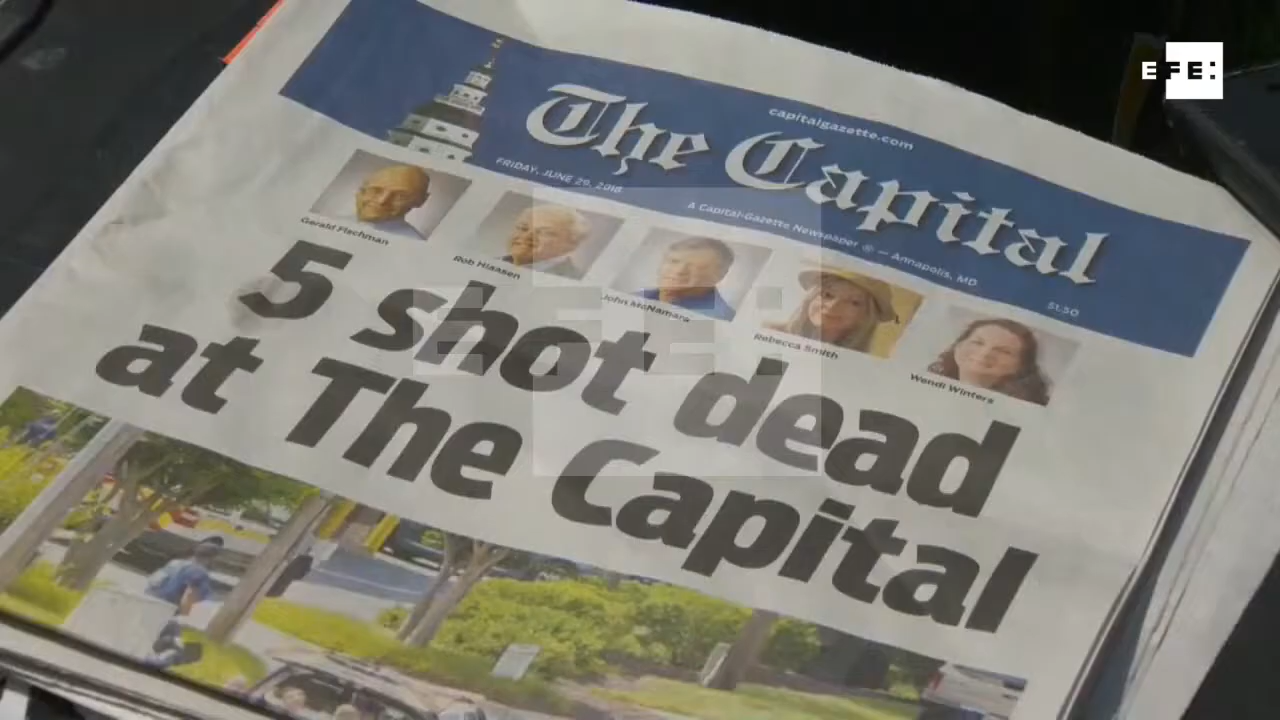 EFE:
capitalgazette.com
The Capital
FRIDAY, JUNE 29, 2018
A Capital-Gazette Newspaper ® — Annapolis, MD
$1.50
Gerald Fischman
Rob Hiaasen
John McNamara
Rebecca Smith
Wendi Winters
5 shot dead
at The Capital
EFE: